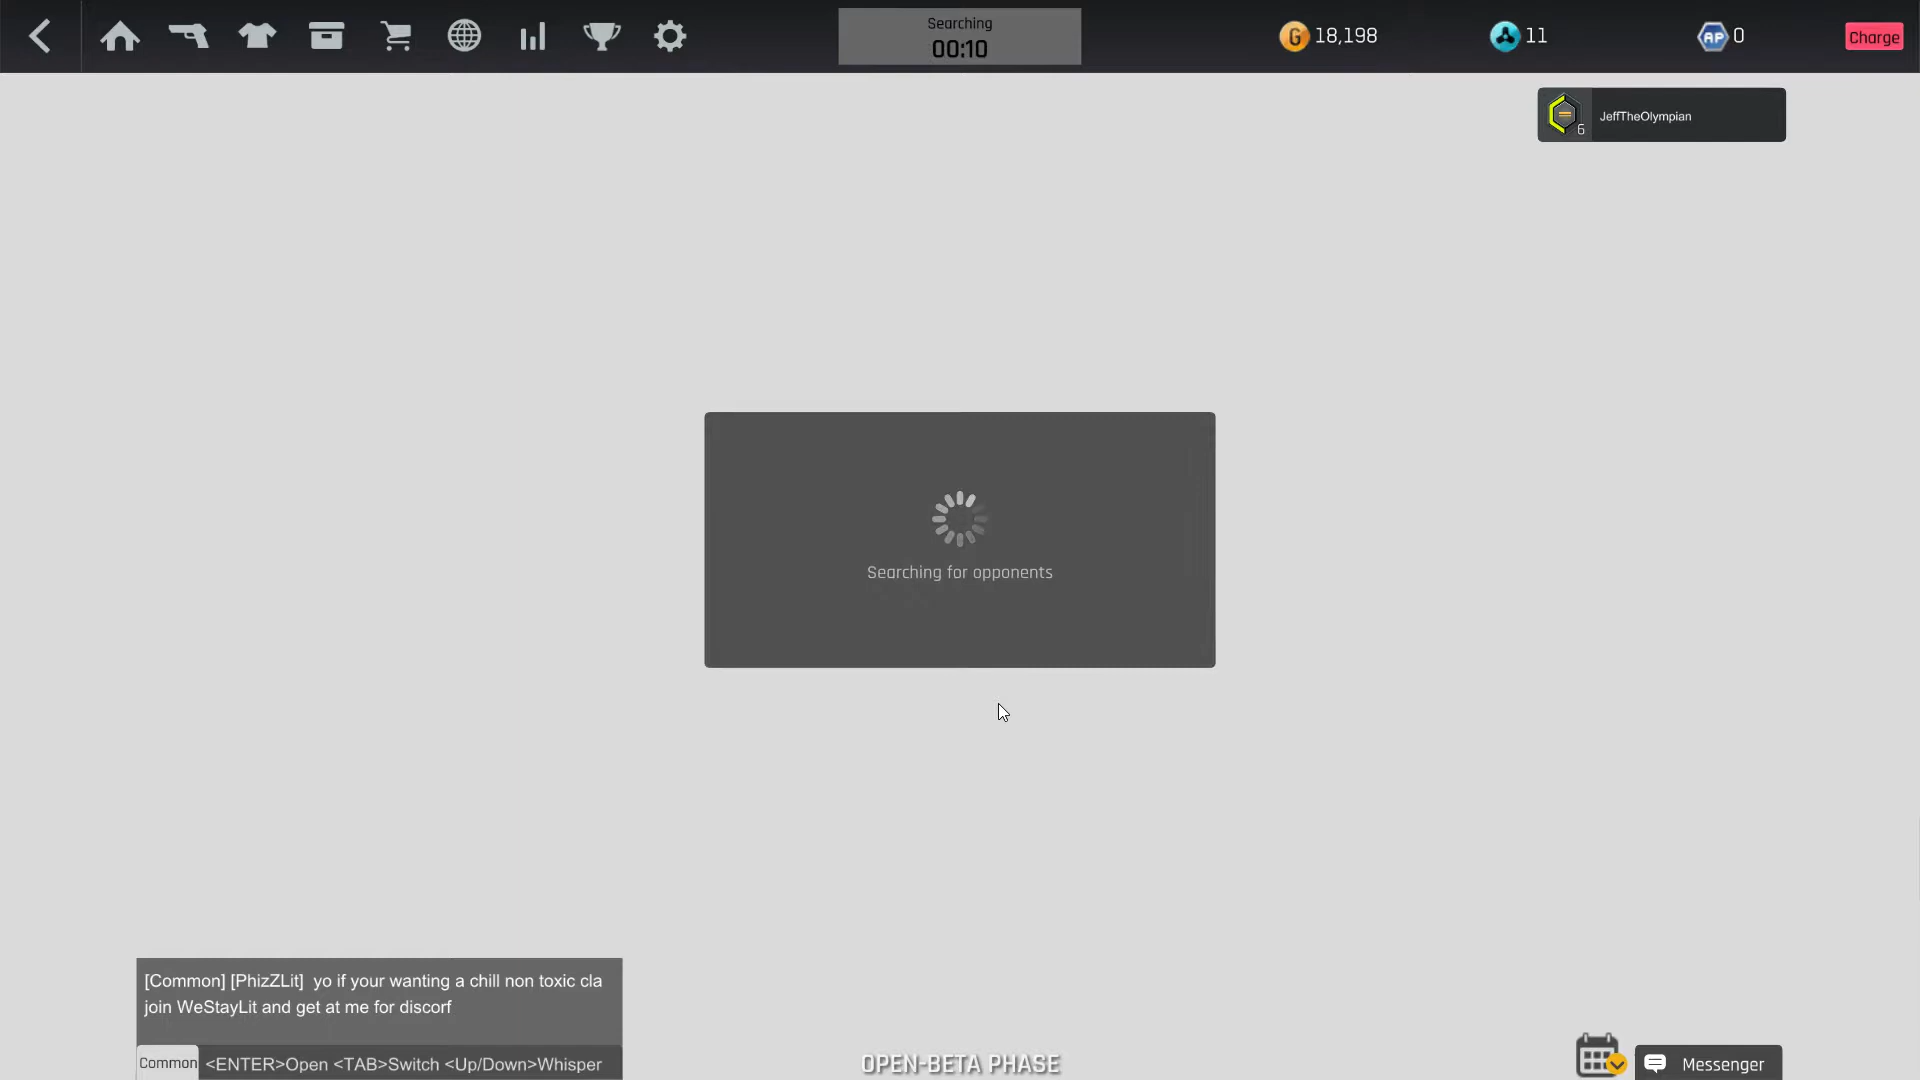 Searching
00:10
G 18,198
11
AP 0
Charge
6
JeffTheOlympian
Searching for opponents
[Common] [PhizZLit]  yo if your wanting a chill non toxic cla
join WeStayLit and get at me for discorf
Common <ENTER>Open <TAB>Switch <Up/Down>Whisper
OPEN-BETA PHASE
Messenger